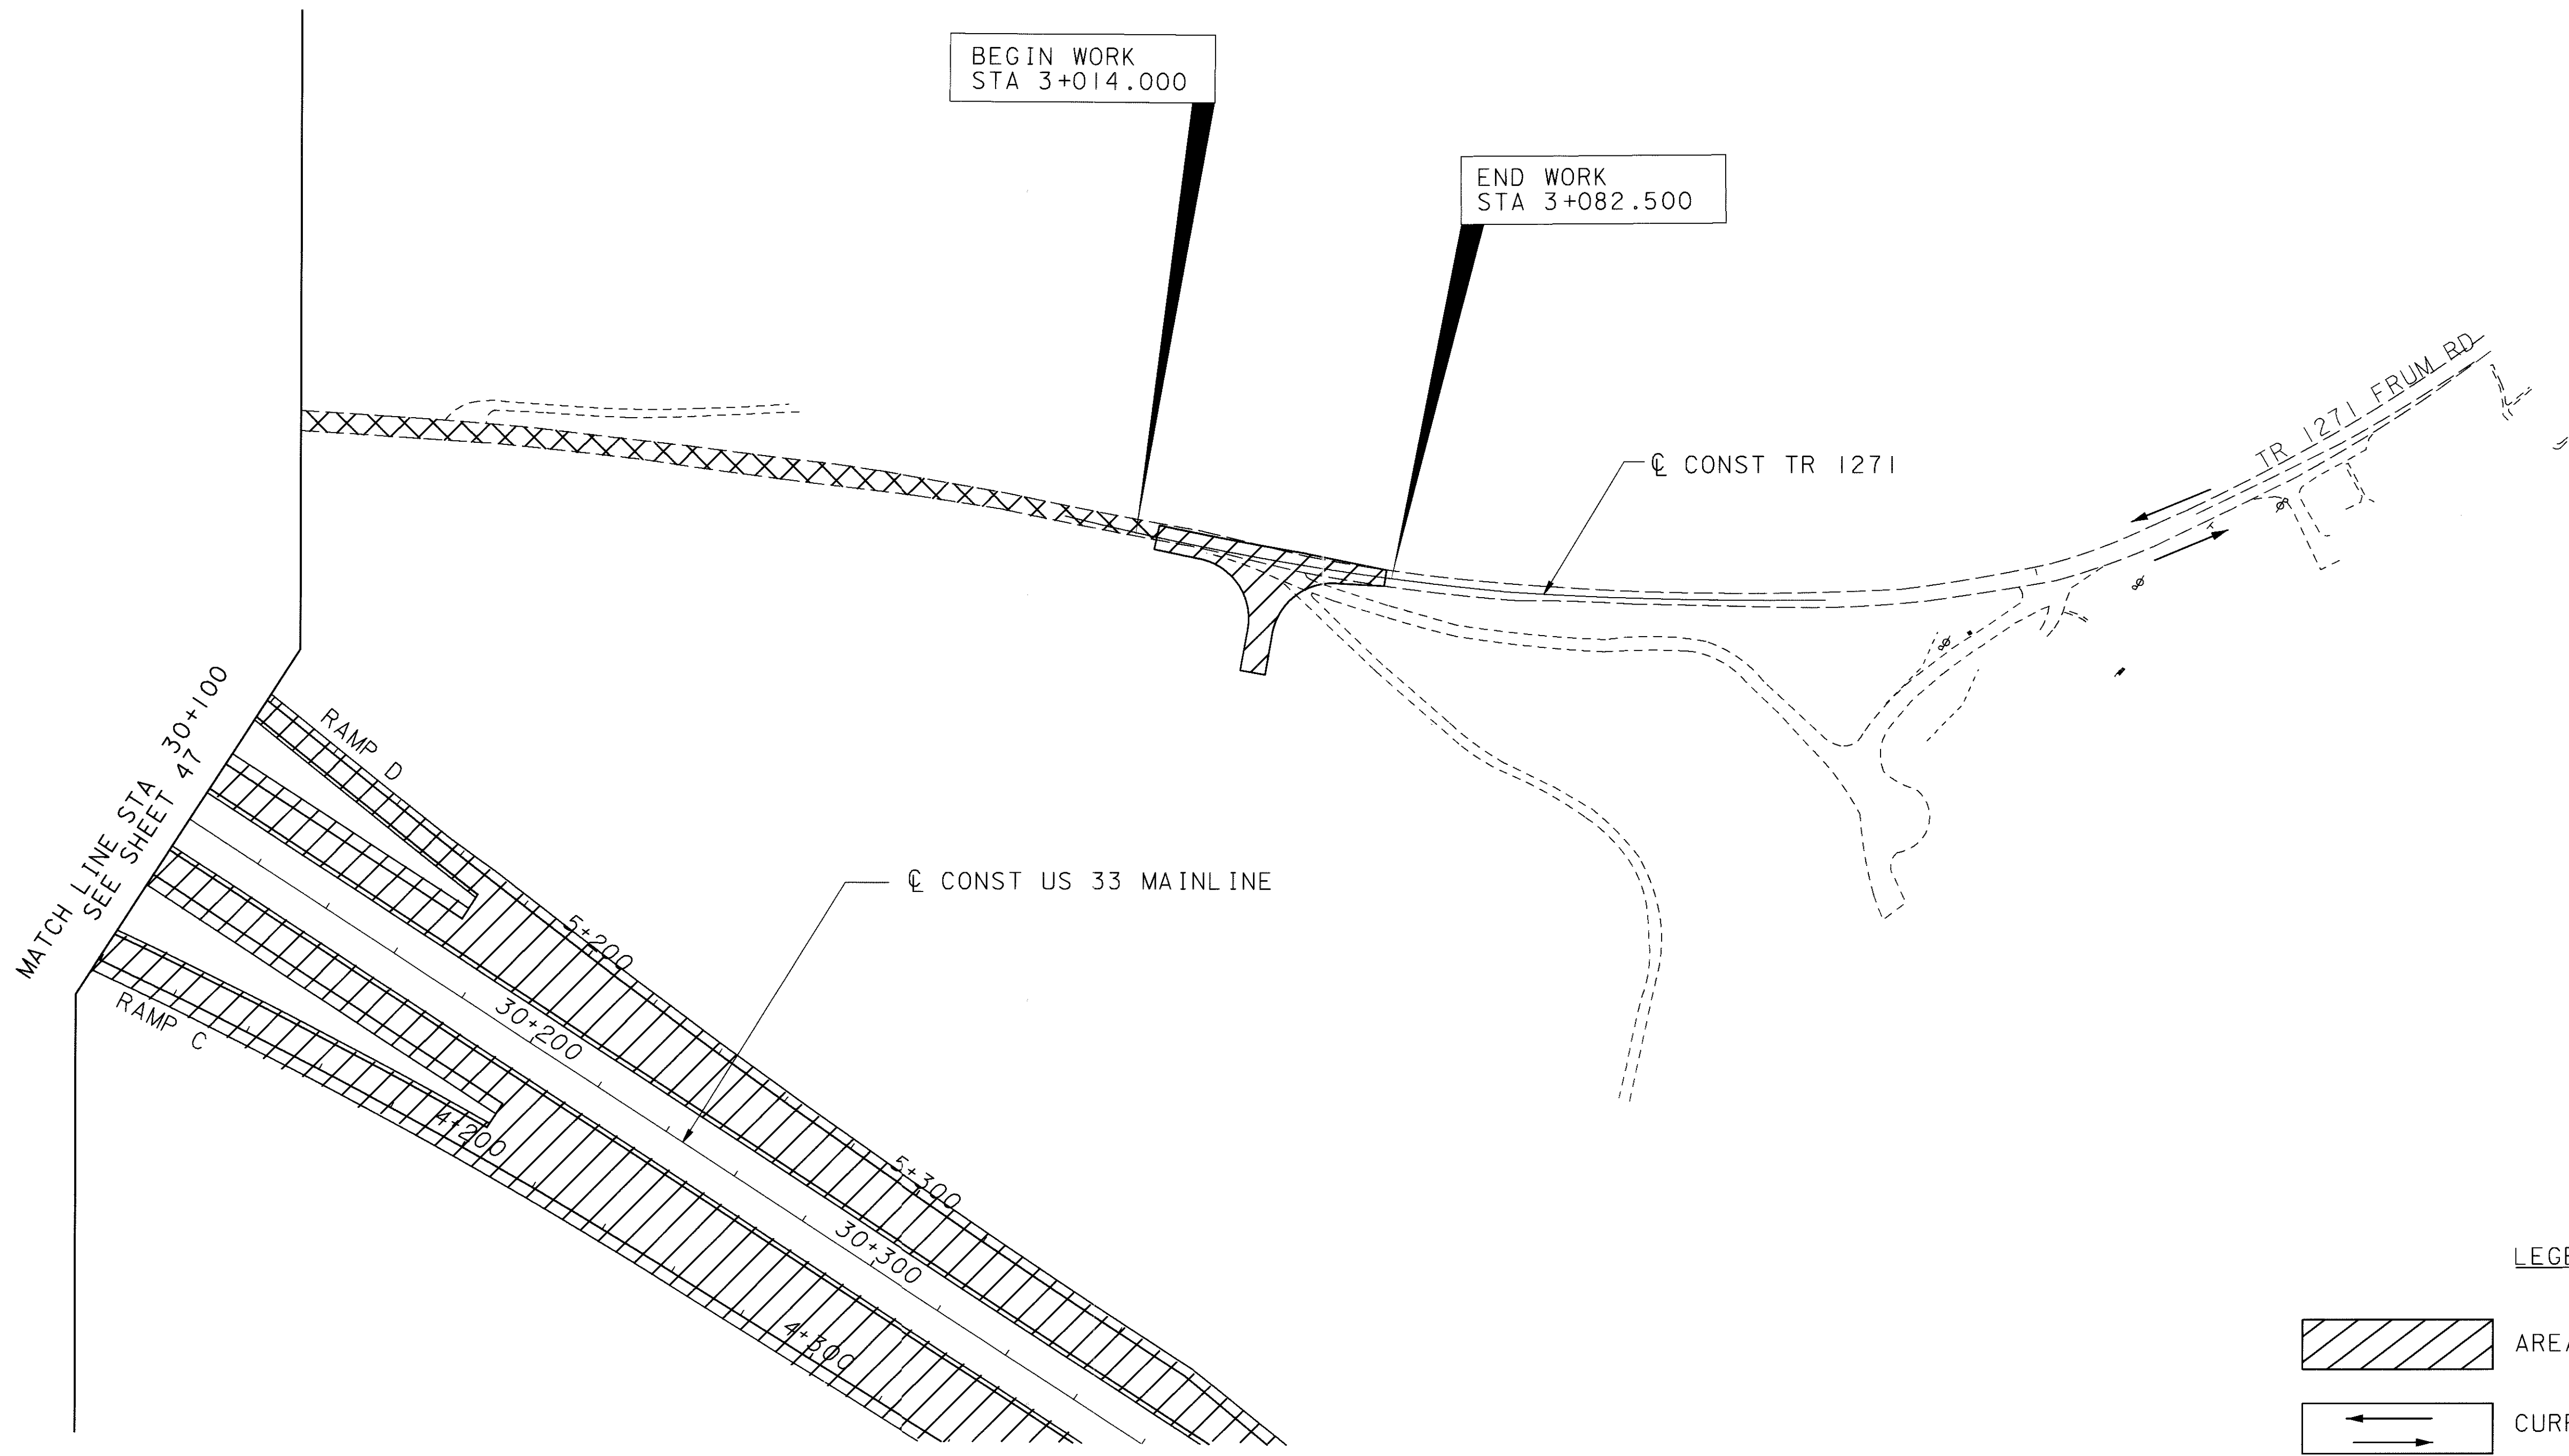 BEGIN WORK
STA 3+014.000
END WORK
STA 3+082.500
TR 1271 FRUM RD
℄ CONST TR 1271
MATCH LINE STA 30+100
SEE SHEET 47
RAMP D
℄ CONST US 33 MAINLINE
5+200
30+200
RAMP C
4+200
5+300
30+300
4+300
LEGE
AREA
CURR